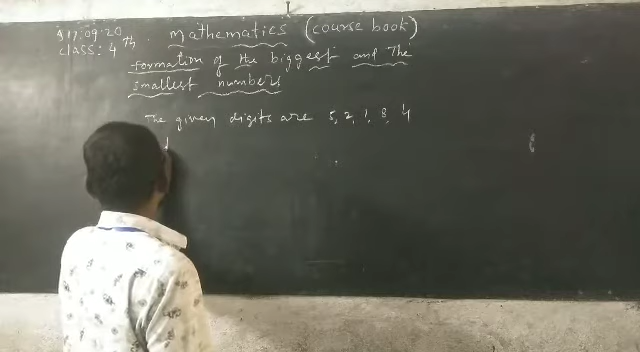 17.09.20
Class: 4th. Mathematics (Course book)
formation of the biggest and The
smallest numbers
The given digits are 5, 2, 1, 8, 4